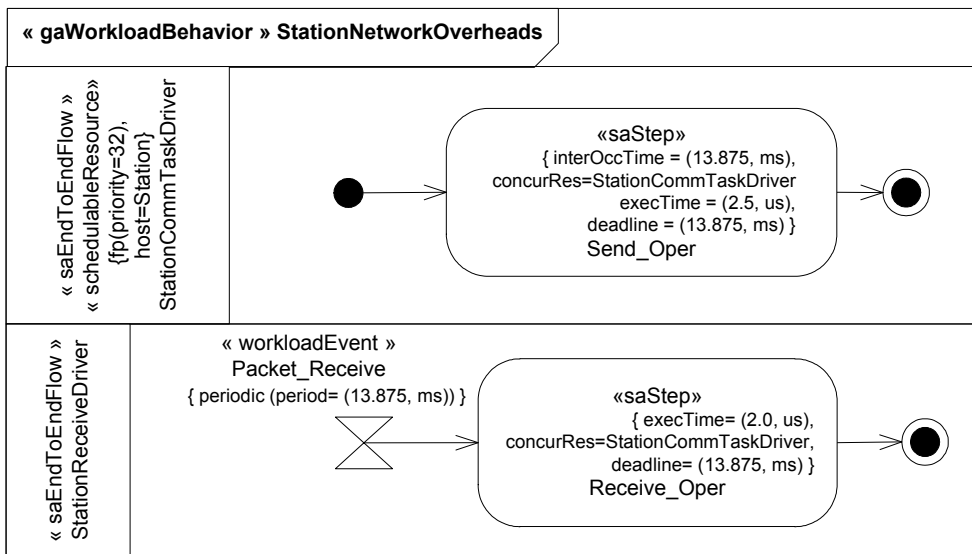 « gaWorkloadBehavior » StationNetworkOverheads
« saEndToEndFlow »
« schedulableResource»
{fp(priority=32),
host=Station}
StationCommTaskDriver
«saStep»
{ interOccTime = (13.875, ms),
concurRes=StationCommTaskDriver
execTime = (2.5, us),
deadline = (13.875, ms) }
Send_Oper
« saEndToEndFlow »
StationReceiveDriver
« workloadEvent »
Packet_Receive
{ periodic (period= (13.875, ms)) }
«saStep»
{ execTime= (2.0, us),
concurRes=StationCommTaskDriver,
deadline= (13.875, ms) }
Receive_Oper